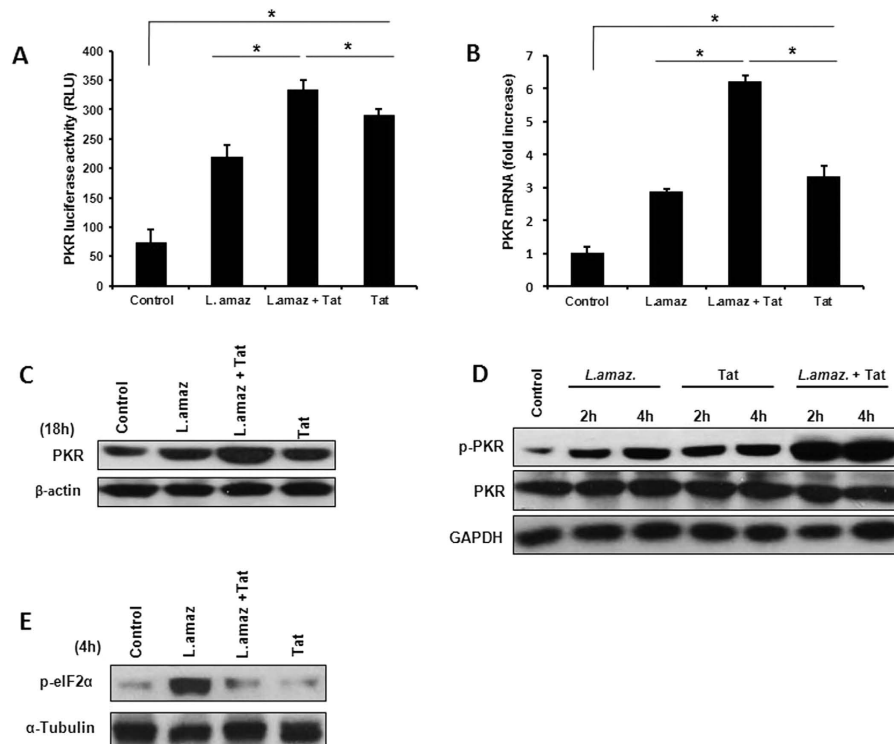 A
*
*
*
PKR luciferase activity (RLU)
400
350
300
250
200
150
100
50
0
Control
L. amaz
L.amaz + Tat
Tat
B
*
*
*
PKR mRNA (fold increase)
7
6
5
4
3
2
1
0
Control
L.amaz
L.amaz + Tat
Tat
C
(18h)
Control
L.amaz
L.amaz + Tat
Tat
PKR
β-actin
D
Control
L.amaz.
Tat
L.amaz. + Tat
2h 4h 2h 4h 2h 4h
p-PKR
PKR
GAPDH
E
(4h)
Control
L.amaz
L.amaz +Tat
Tat
p-eIF2α
α-Tubulin